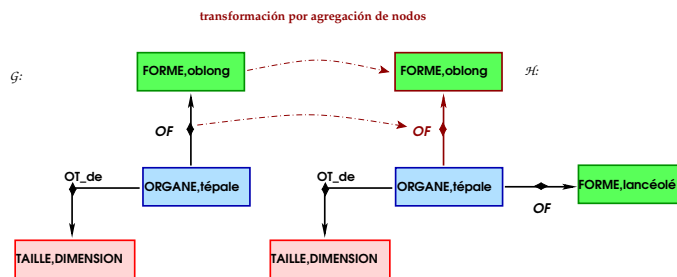 transformación por agregación de nodos
G:
FORME,oblong
FORME,oblong
H:
OF
OF
OT_de
ORGANE,tépale
OT_de
ORGANE,tépale
FORME,lancéolé
OF
TAILLE,DIMENSION
TAILLE,DIMENSION